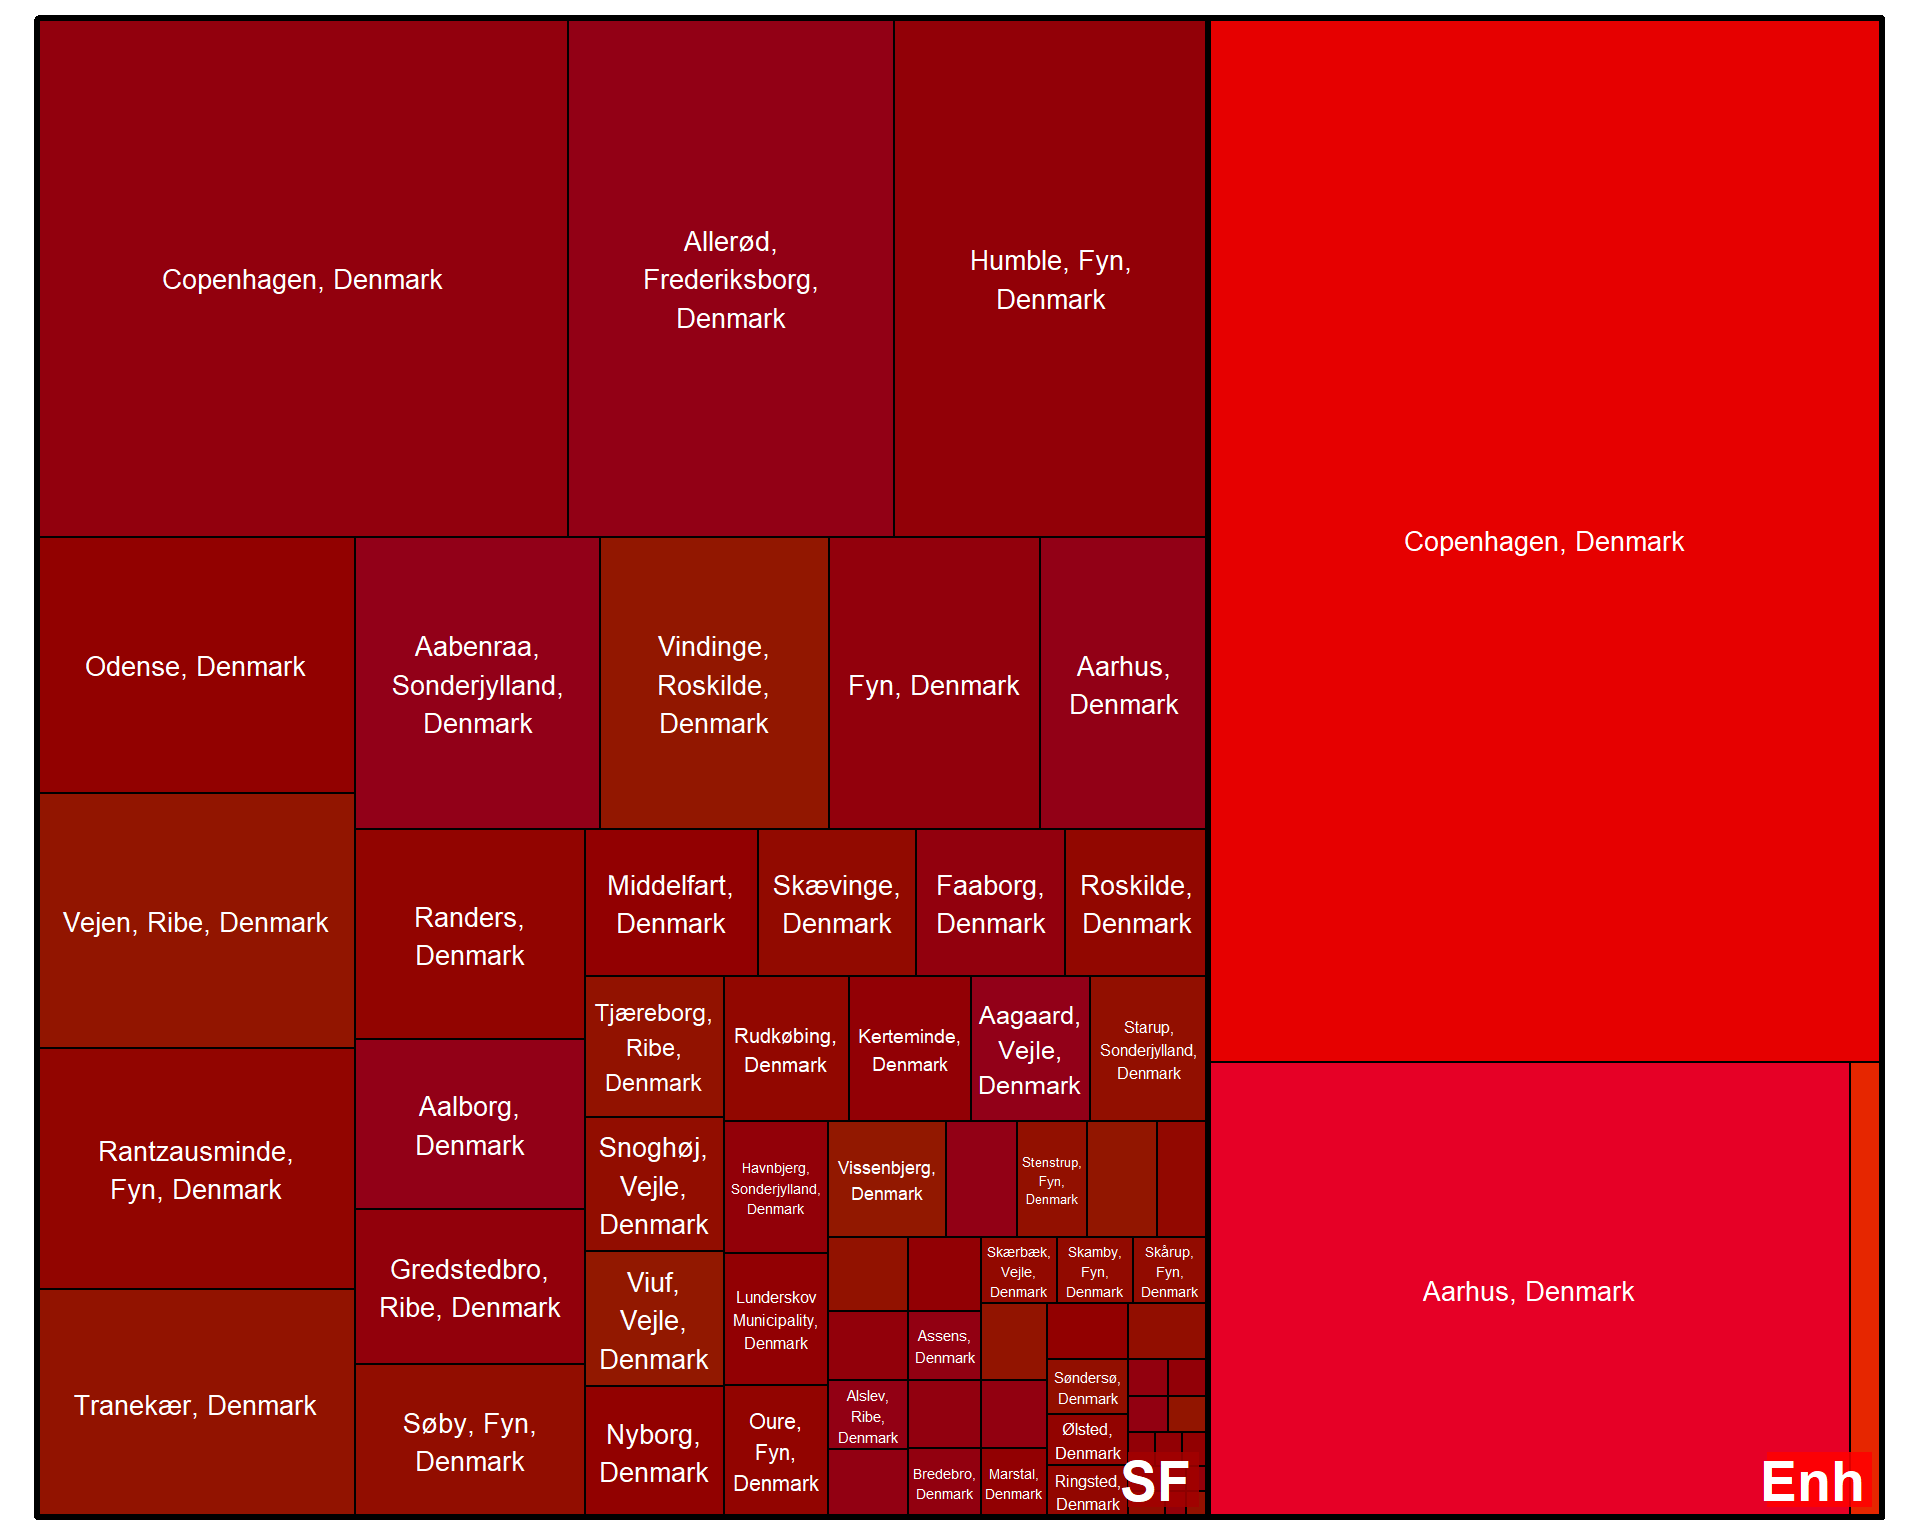 Copenhagen, Denmark
Allerød,
Frederiksborg,
Denmark
Humble, Fyn,
Denmark
Copenhagen, Denmark
Odense, Denmark
Aabenraa,
Sonderjylland,
Denmark
Vindinge,
Roskilde,
Denmark
Fyn, Denmark
Aarhus,
Denmark
Vejen, Ribe, Denmark
Randers,
Denmark
Middelfart,
Denmark
Skævinge,
Denmark
Faaborg,
Denmark
Roskilde,
Denmark
Tjæreborg,
Ribe,
Denmark
Rudkøbing,
Denmark
Kerteminde,
Denmark
Aagaard,
Vejle,
Denmark
Starup,
Sonderjylland,
Denmark
Rantzausminde,
Fyn, Denmark
Aalborg,
Denmark
Snoghøj,
Vejle,
Denmark
Havnbjerg,
Sonderjylland,
Denmark
Vissenbjerg,
Denmark
Stenstrup,
Fyn,
Denmark
Gredstedbro,
Ribe, Denmark
Viuf,
Vejle,
Denmark
Lunderskov
Municipality,
Denmark
Skærbæk,
Vejle,
Denmark
Skamby,
Fyn,
Denmark
Skårup,
Fyn,
Denmark
Assens,
Denmark
Aarhus, Denmark
Tranekær, Denmark
Søby, Fyn,
Denmark
Nyborg,
Denmark
Oure,
Fyn,
Denmark
Alslev,
Ribe,
Denmark
Søndersø,
Denmark
Ølsted,
Denmark
Bredebro,
Denmark
Marstal,
Denmark
Ringsted,
Denmark
SF
Enh